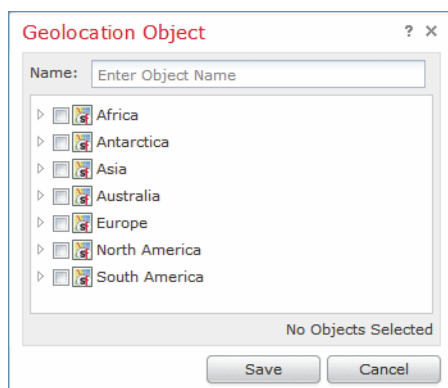 Geolocation Object
Name: Enter Object Name
Africa
Antarctica
Asia
Australia
Europe
North America
South America
No Objects Selected
Save Cancel